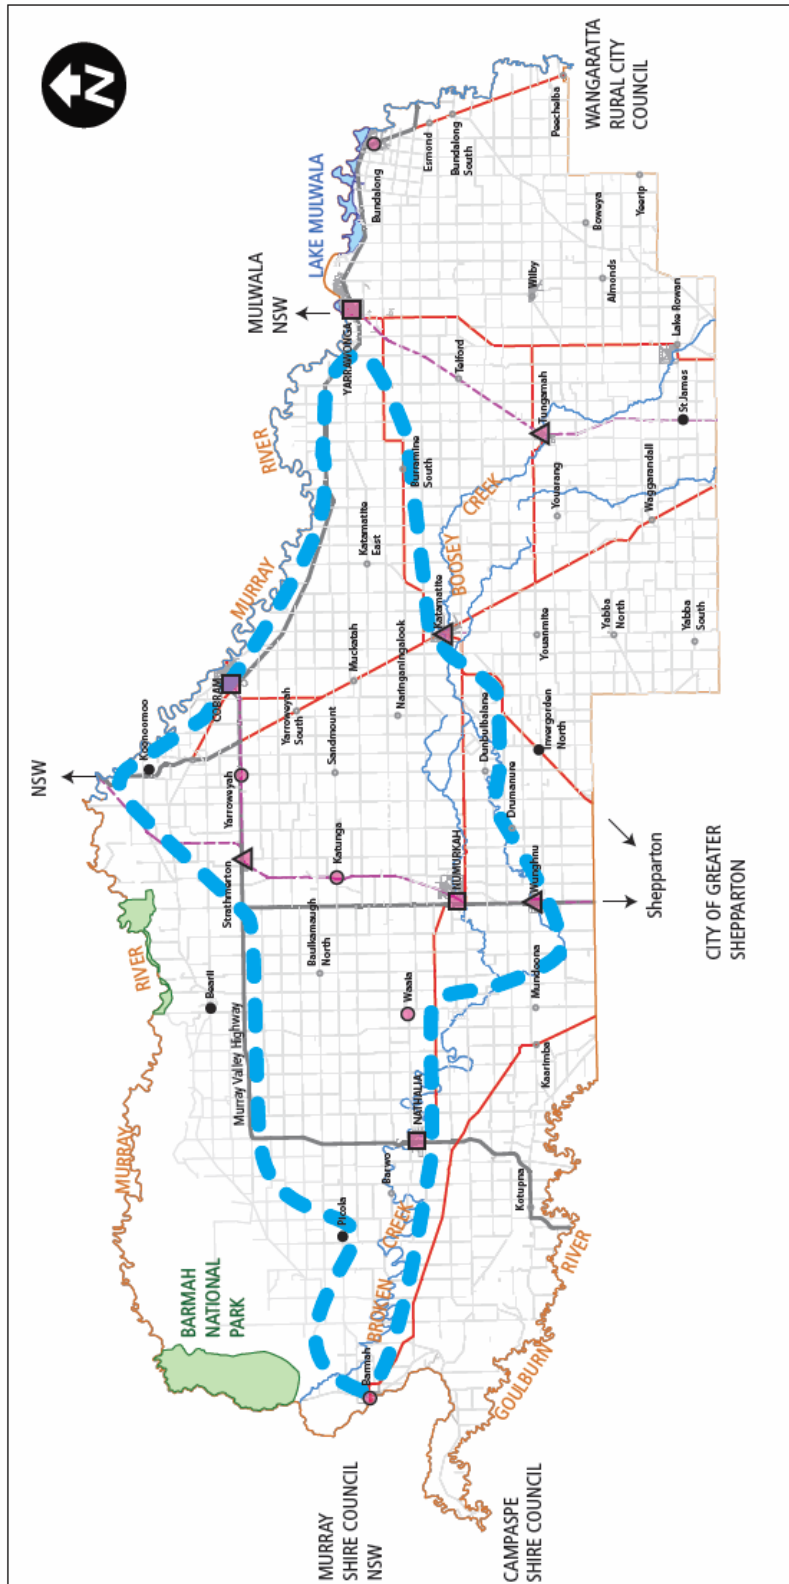 N
NSW
MULWALA
NSW
LAKE MULWALA
MURRAY
RIVER
MURRAY
RIVER
BARMAH
NATIONAL
PARK
Koonoomoo
Bearii
Strathmerton
Yarroweyah
COBRAM
YARRAWONGA
Bundalong
Esmond
Bundalong
South
Peechelba
WANGARATTA
RURAL CITY
COUNCIL
Murray Valley Highway
Baulkamaugh
North
Katunga
Sandmount
Yarroweyah
South
Muckatah
Katamatite
East
Burramine
South
Telford
Wilby
Boweya
Almonds
Yeerip
Lake Rowan
Picola
Barmah
BROKEN
CREEK
Barwo
NATHALIA
Waaia
NUMURKAH
Naringaningalook
Katamatite
BOOSEY
CREEK
Tungamah
St James
Youarang
Waggarandall
Dunbulbalane
Drumanure
Invergorden
North
Youanmite
Yabba
North
Yabba
South
Wunghnu
Mundoona
Kaarimba
Kotupna
GOULBURN
RIVER
MURRAY
SHIRE COUNCIL
NSW
CAMPASPE
SHIRE COUNCIL
Shepparton
CITY OF GREATER
SHEPPARTON